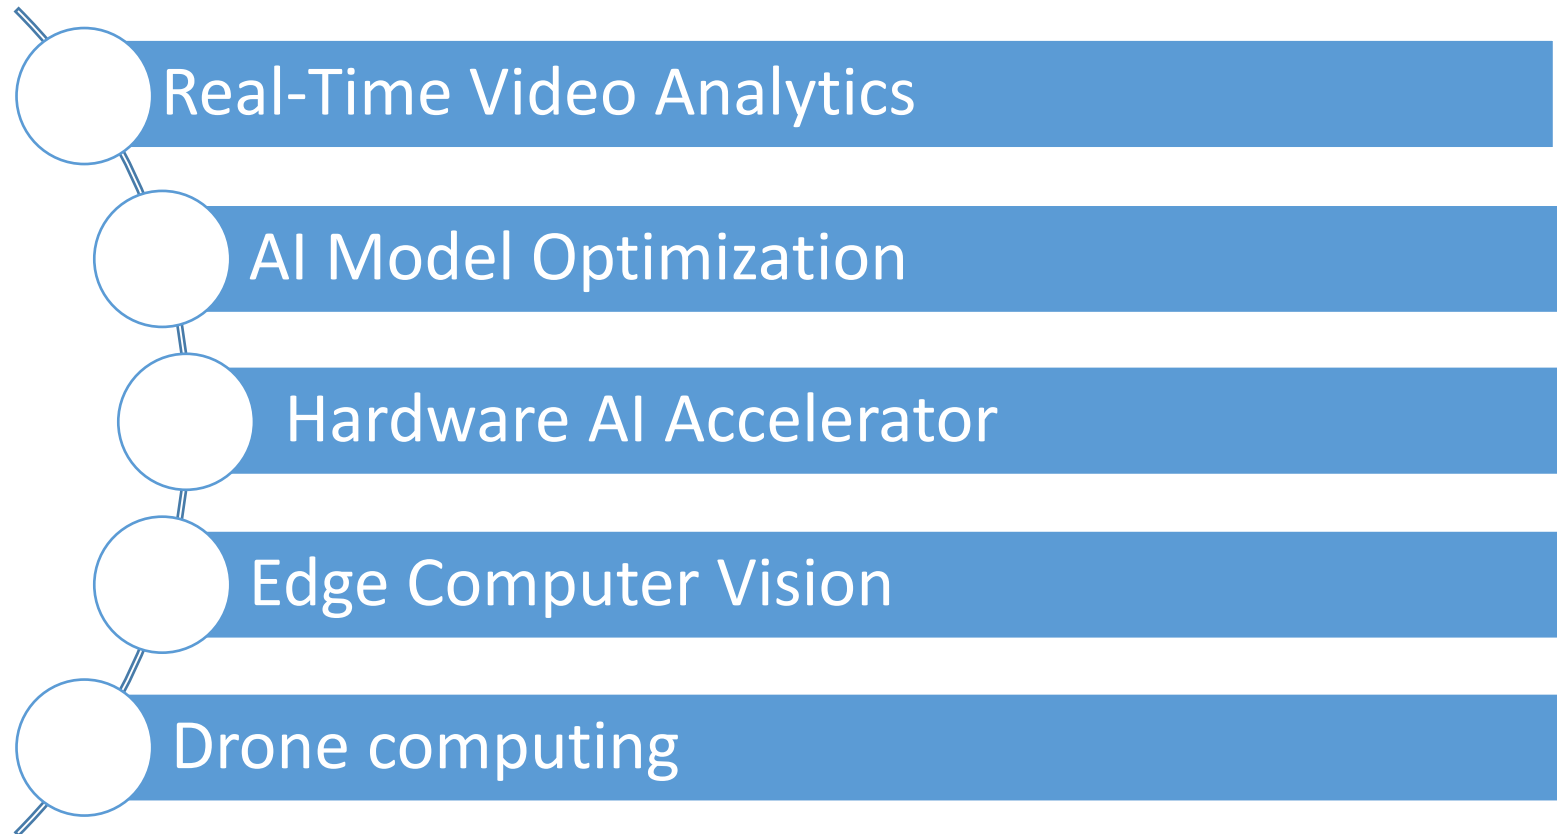 Real-Time Video Analytics
AI Model Optimization
Hardware AI Accelerator
Edge Computer Vision
Drone computing